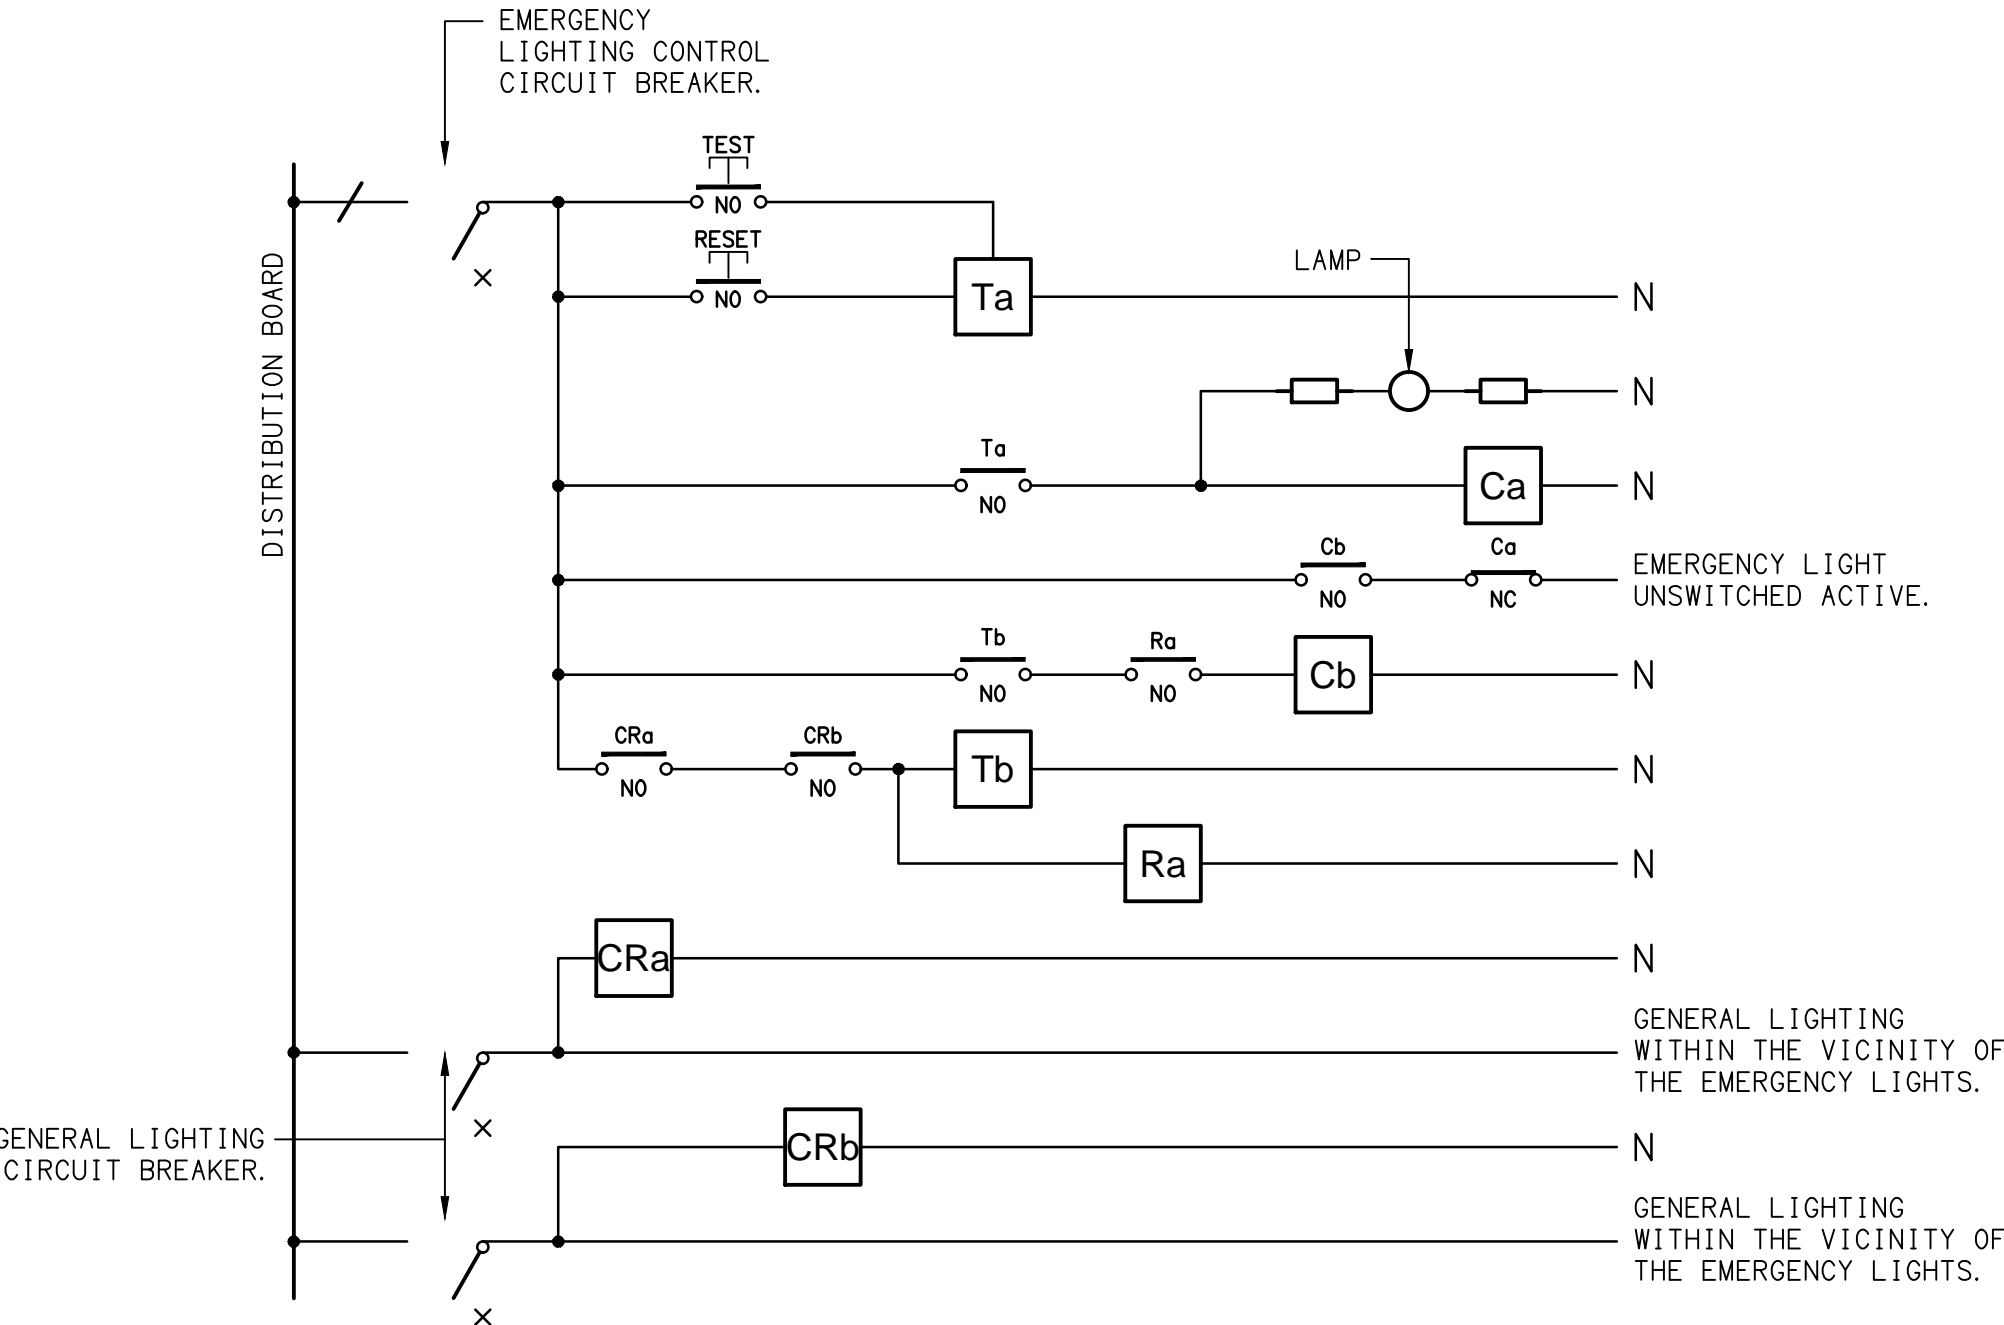 EMERGENCY
LIGHTING CONTROL
CIRCUIT BREAKER.
TEST
NO
RESET
NO
Ta
N
LAMP
N
Ta
NO
Ca
N
DISTRIBUTION BOARD
Cb
NO
Ca
NC
EMERGENCY LIGHT
UNSWITCHED ACTIVE.
Tb
NO
Ra
NO
Cb
N
CRa
NO
CRb
NO
Tb
N
Ra
N
CRa
N
GENERAL LIGHTING
WITHIN THE VICINITY OF
THE EMERGENCY LIGHTS.
GENERAL LIGHTING
CIRCUIT BREAKER.
CRb
N
GENERAL LIGHTING
WITHIN THE VICINITY OF
THE EMERGENCY LIGHTS.